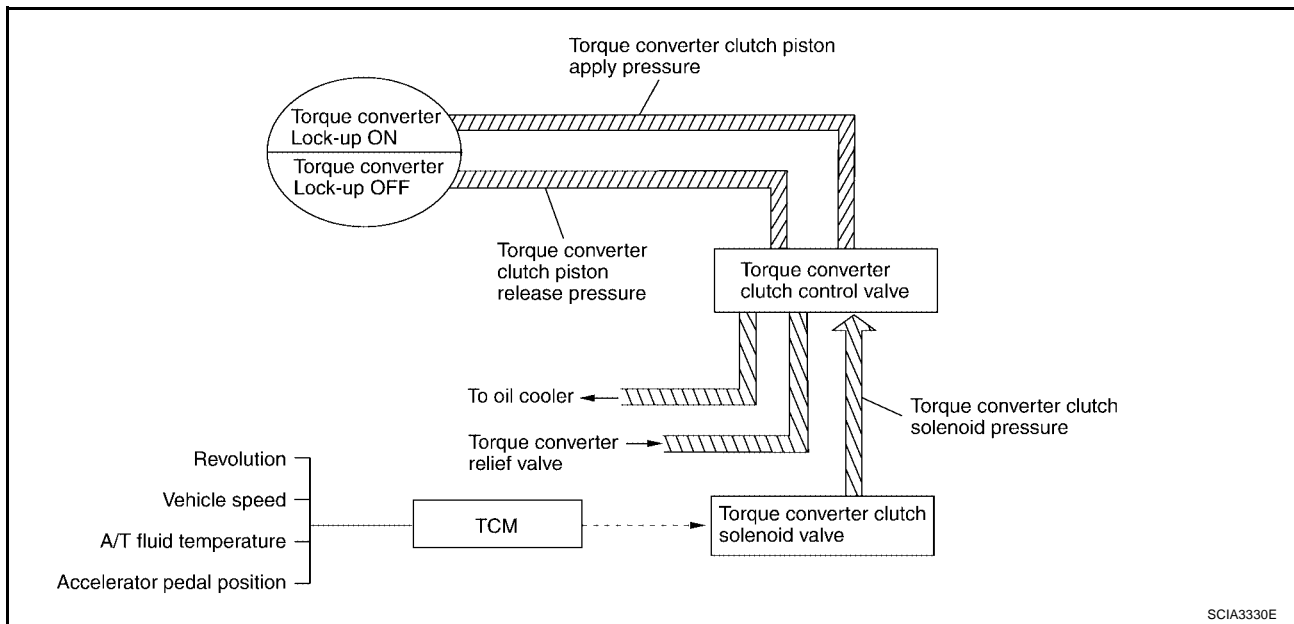 Torque converter clutch piston
apply pressure
Torque converter
Lock-up ON
Torque converter
Lock-up OFF
Torque converter
clutch piston
release pressure
Torque converter
clutch control valve
To oil cooler
Torque converter
relief valve
Torque converter clutch
solenoid pressure
Revolution
Vehicle speed
A/T fluid temperature
Accelerator pedal position
TCM
Torque converter clutch
solenoid valve
SCIA3330E